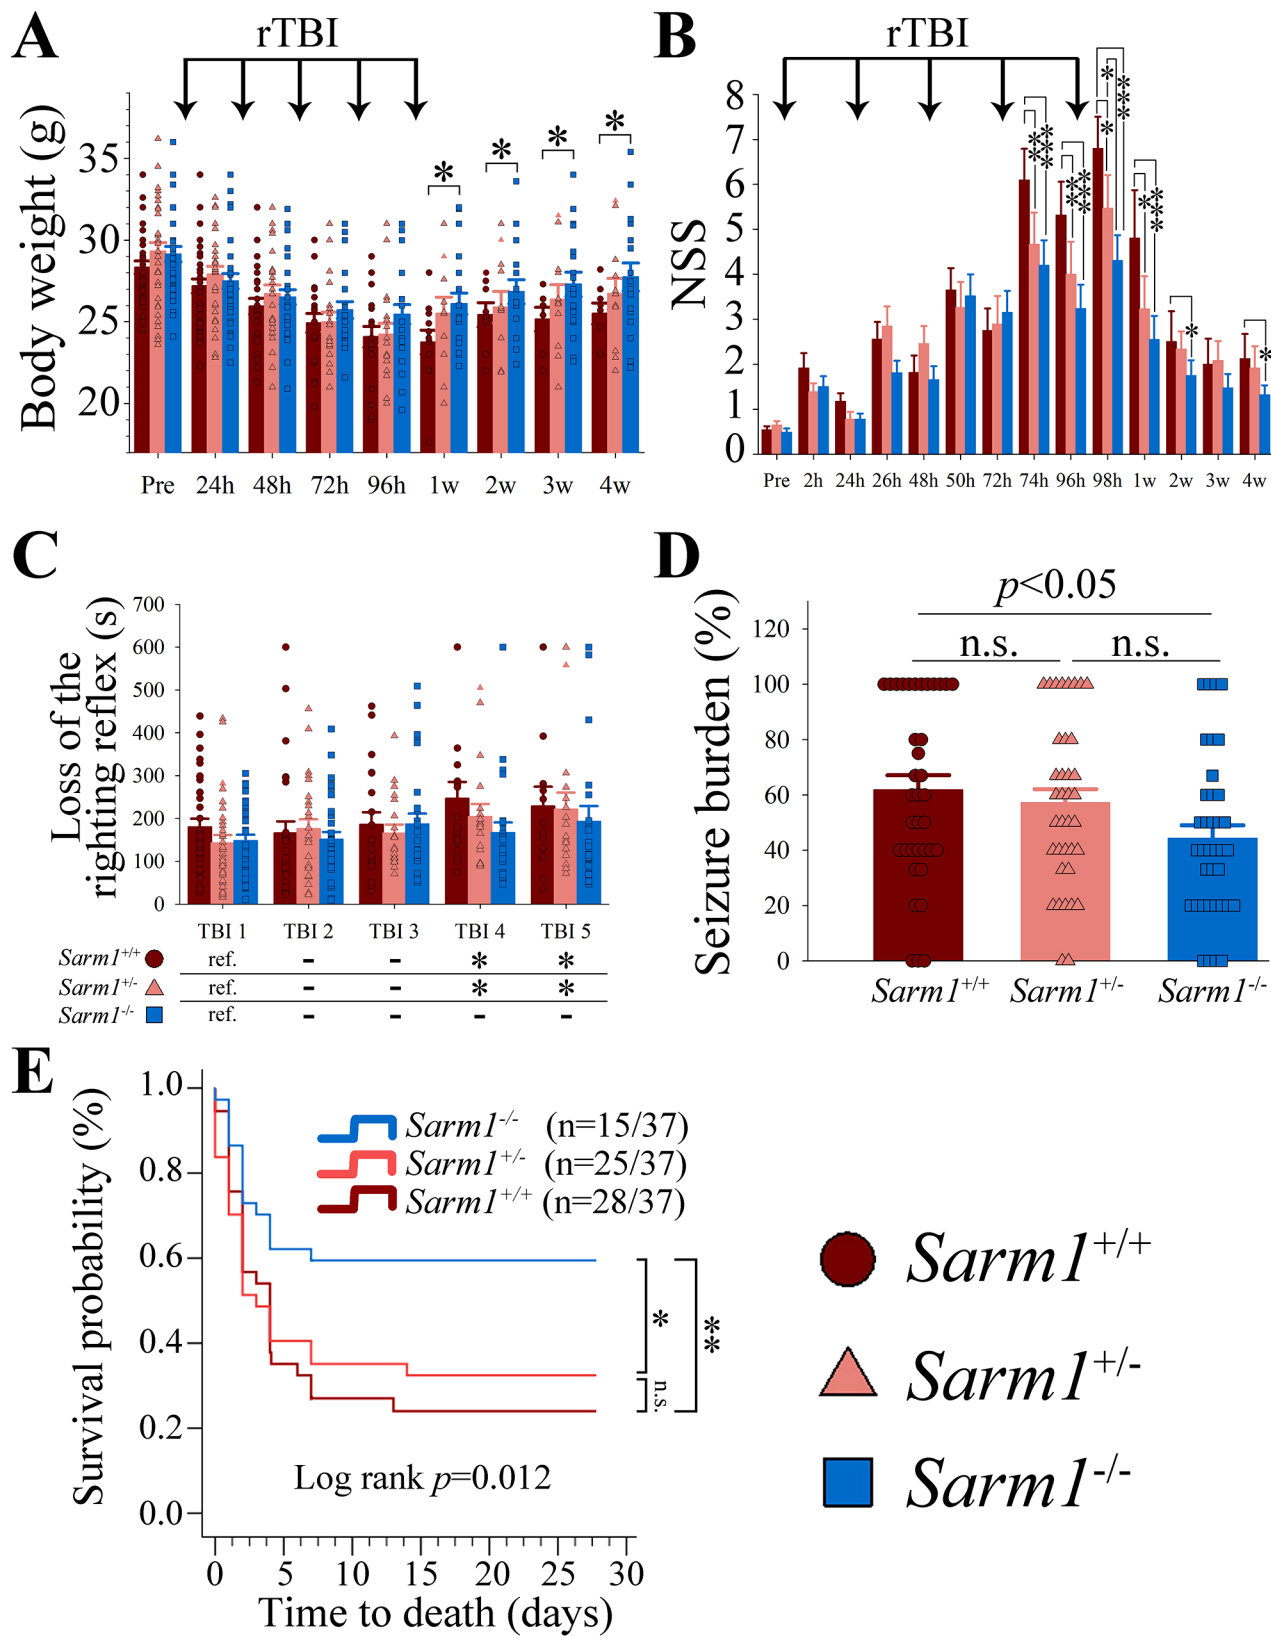 A
rTBI
Body weight (g)
35
30
25
20
*
*
*
*
Pre 24h 48h 72h 96h 1w 2w 3w 4w
B
rTBI
NSS
8
7
6
5
4
3
2
1
0
**
***
**
***
*
*
***
*
***
*
*
Pre 2h 24h 26h 48h 50h 72h 74h 96h 98h 1w 2w 3w 4w
C
Loss of the
righting reflex (s)
700
600
500
400
300
200
100
0
TBI 1 TBI 2 TBI 3 TBI 4 TBI 5
Sarm1+/+ ref. - - * *
Sarm1+/- ref. - - * *
Sarm1-/- ref. - - - -
D
Seizure burden (%)
p<0.05
n.s. n.s.
120
100
80
60
40
20
0
Sarm1+/+ Sarm1+/- Sarm1-/-
E
Survival probability (%)
1.0
0.8
0.6
0.4
0.2
0.0
Sarm1-/- (n=15/37)
Sarm1+/- (n=25/37)
Sarm1+/+ (n=28/37)
*
**
n.s.
Log rank p=0.012
0 5 10 15 20 25 30
Time to death (days)
Sarm1+/+
Sarm1+/-
Sarm1-/-